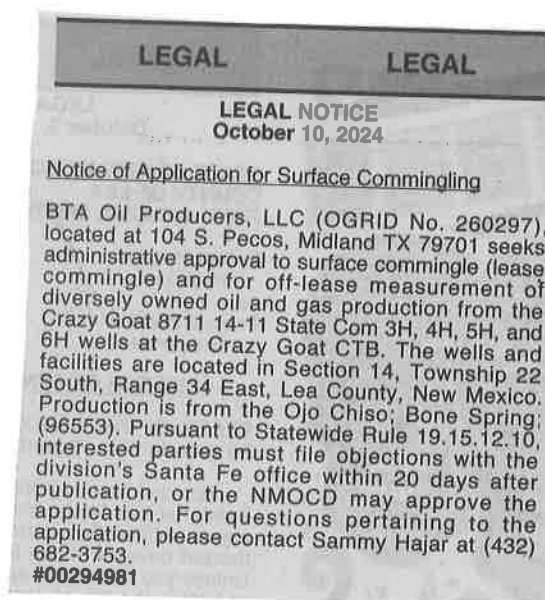 LEGAL LEGAL
LEGAL NOTICE
October 10, 2024
Notice of Application for Surface Commingling
BTA Oil Producers, LLC (OGRID No. 260297),
located at 104 S. Pecos, Midland TX 79701 seeks
administrative approval to surface commingle (lease
commingle) and for off-lease measurement of
diversely owned oil and gas production from the
Crazy Goat 8711 14-11 State Com 3H, 4H, 5H, and
6H wells at the Crazy Goat CTB. The wells and
facilities are located in Section 14, Township 22
South, Range 34 East, Lea County, New Mexico.
Production is from the Ojo Chiso; Bone Spring;
(96553). Pursuant to Statewide Rule 19.15.12.10,
interested parties must file objections with the
division's Santa Fe office within 20 days after
publication, or the NMOCD may approve the
application. For questions pertaining to the
application, please contact Sammy Hajar at (432)
682-3753.
#00294981